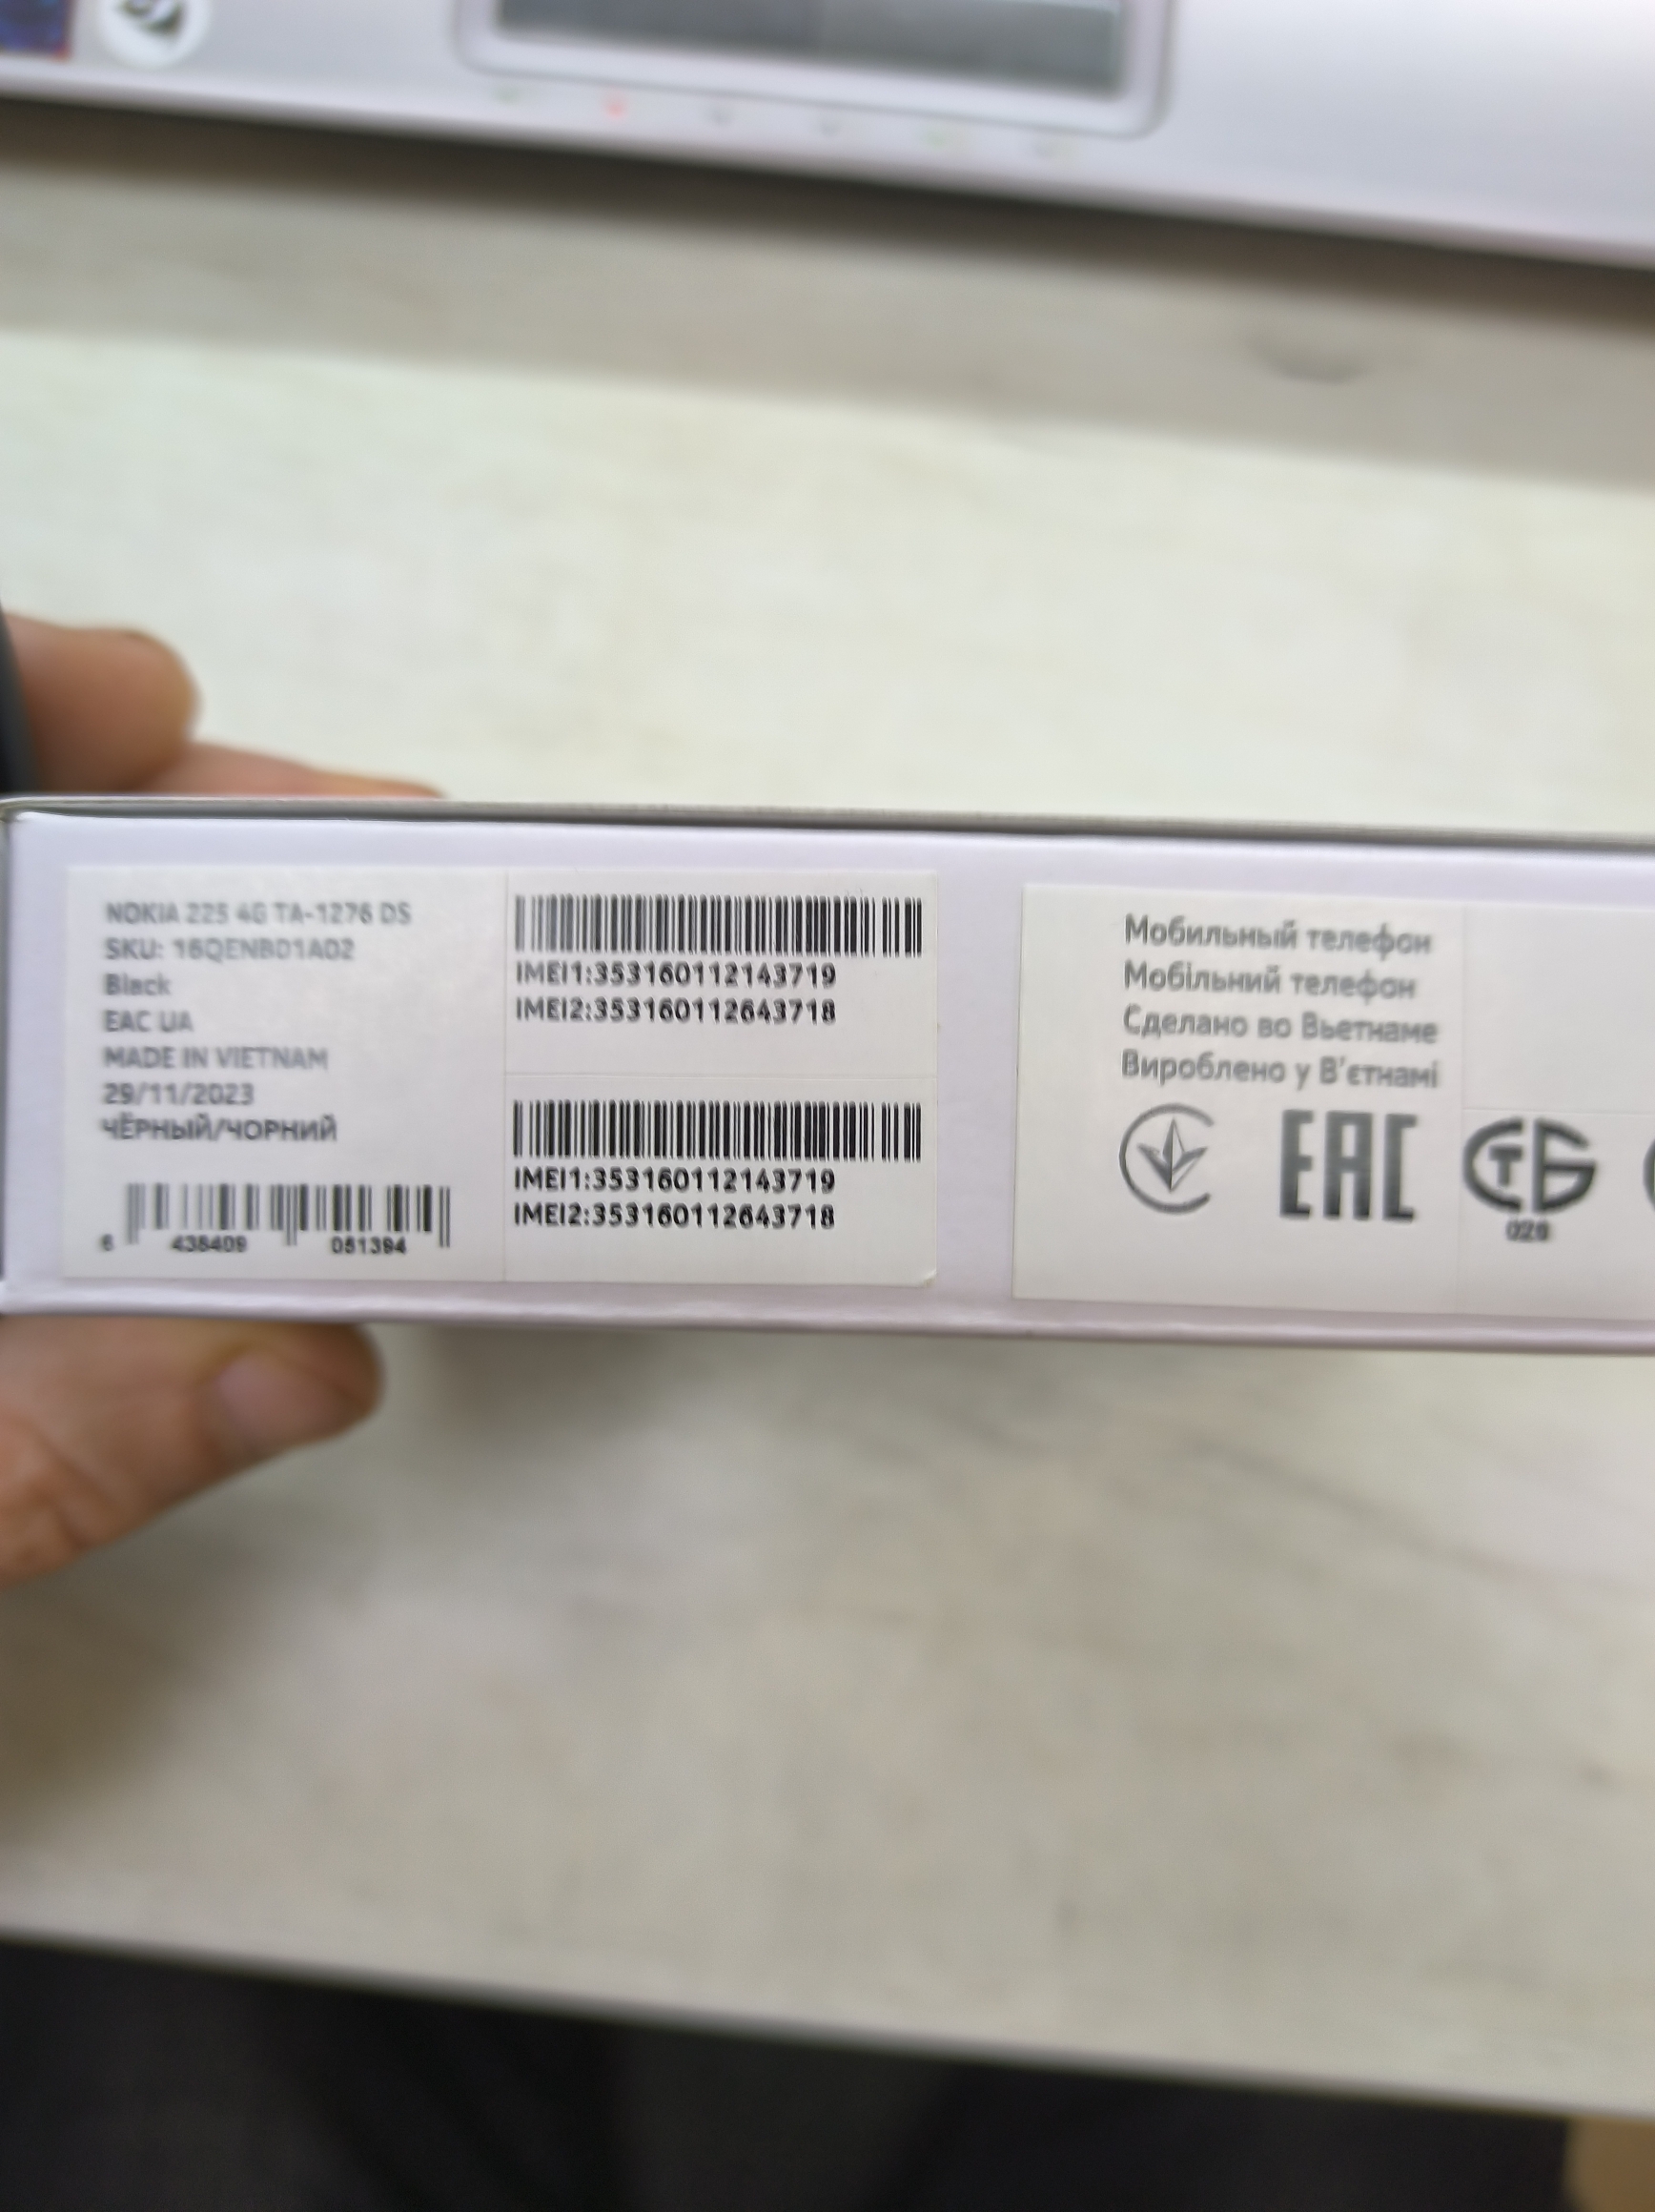 NOKIA 225 4G TA-1276 DS
SKU: 16QENB01A02
Black
EAC UA
MADE IN VIETNAM
29/11/2023
ЧЁРНЫЙ/ЧОРНИЙ
6 438409 051394
IMEI1:353160112143719
IMEI2:353160112643718
IMEI1:353160112143719
IMEI2:353160112643718
Мобильный телефон
Мобільний телефон
Сделано во Вьетнаме
Вироблено у В'єтнамі
EAC
СТБ